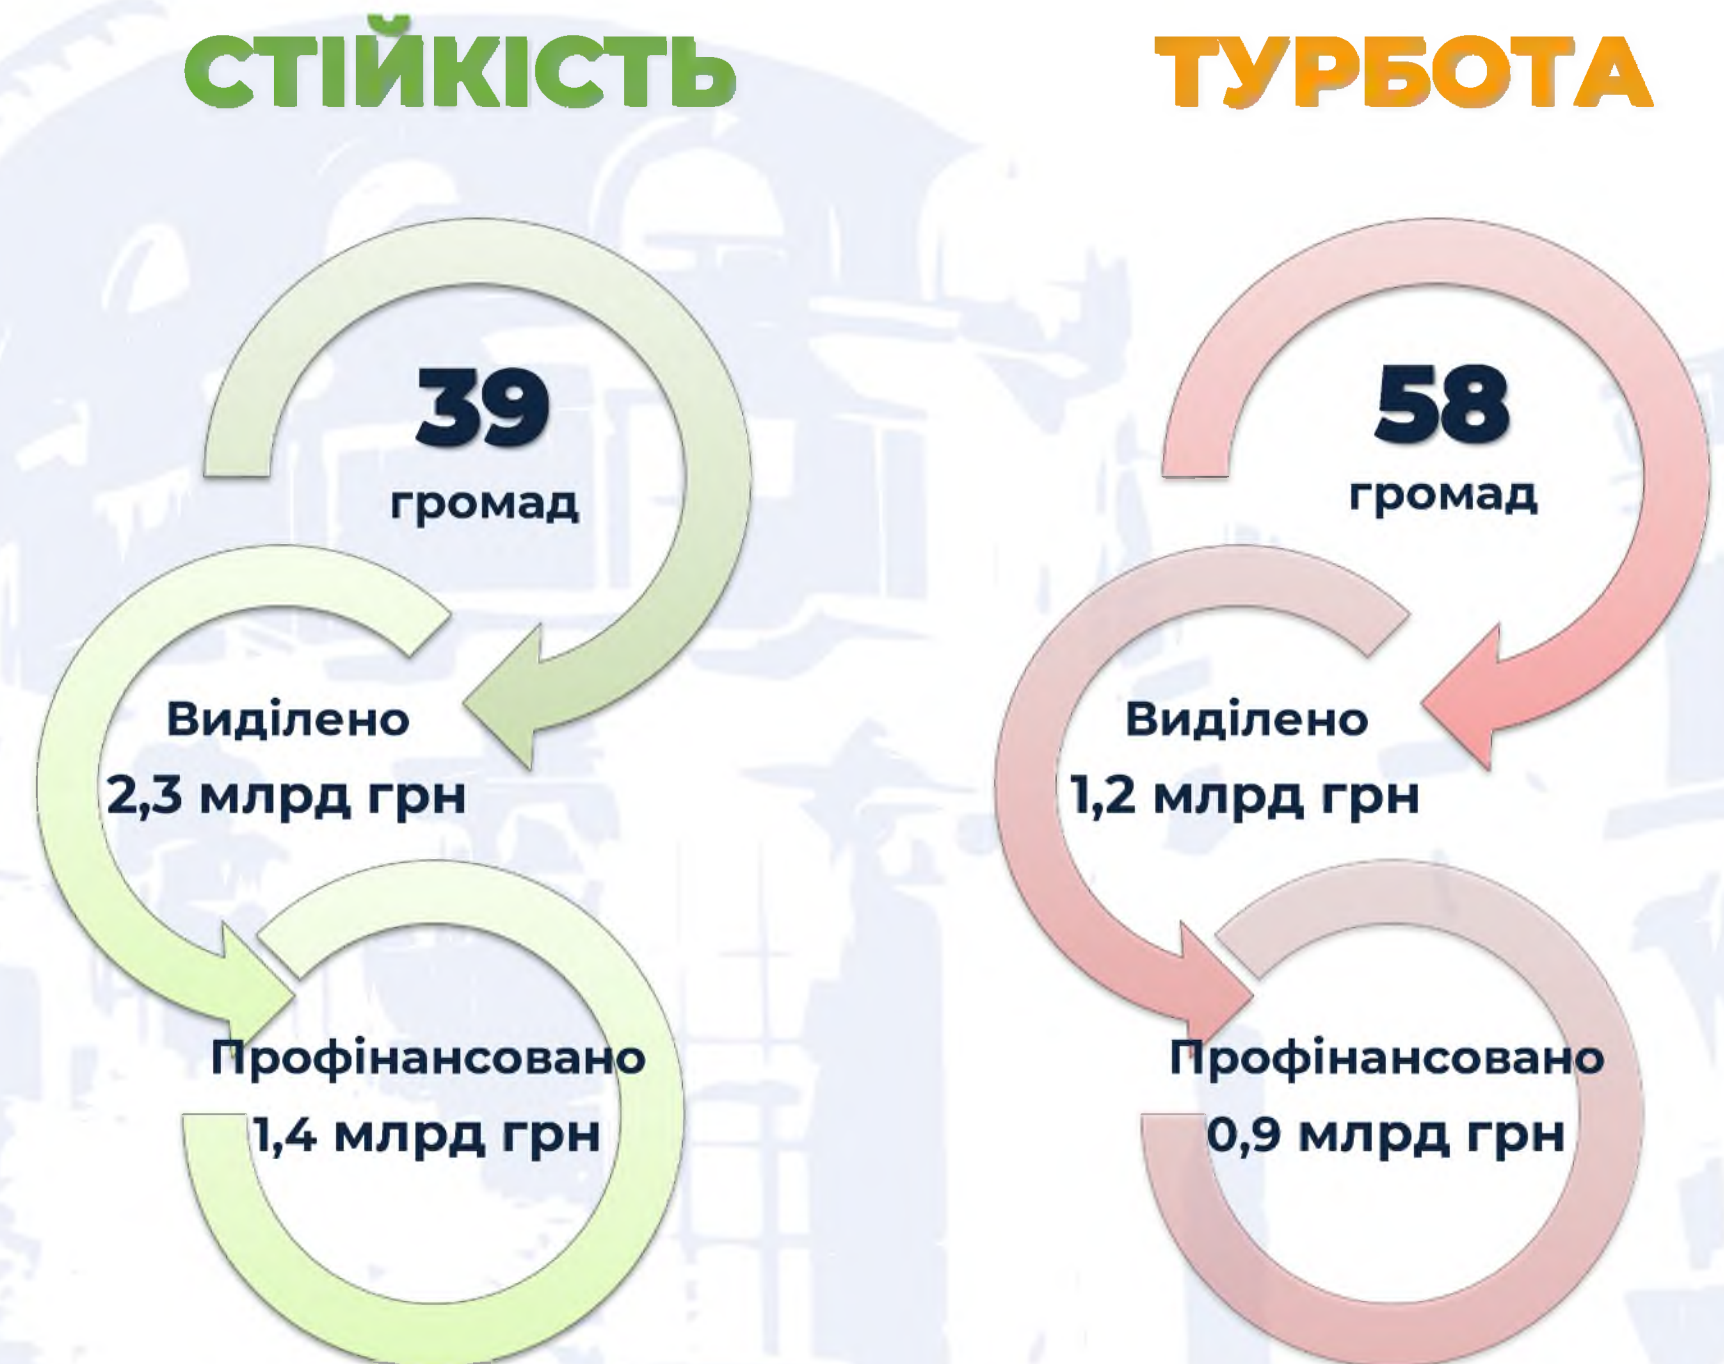 СТІЙКІСТЬ
39
громад
Виділено
2,3 млрд грн
Профінансовано
1,4 млрд грн
ТУРБОТА
58
громад
Виділено
1,2 млрд грн
Профінансовано
0,9 млрд грн